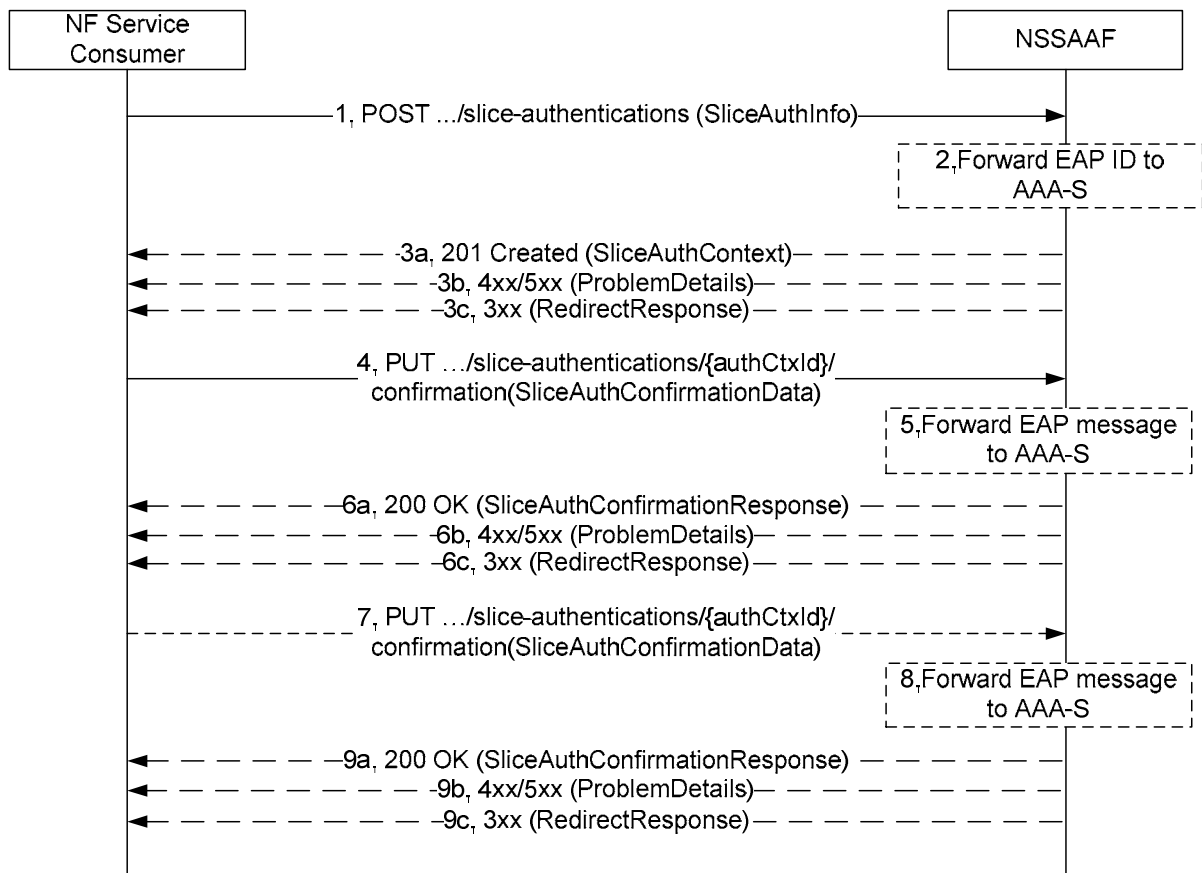 NF Service
Consumer
NSSAAF
1, POST .../slice-authentications (SliceAuthInfo)
2,Forward EAP ID to
AAA-S
3a, 201 Created (SliceAuthContext)
3b, 4xx/5xx (ProblemDetails)
3c, 3xx (RedirectResponse)
4, PUT .../slice-authentications/{authCtxId}/
confirmation(SliceAuthConfirmationData)
5,Forward EAP message
to AAA-S
6a, 200 OK (SliceAuthConfirmationResponse)
6b, 4xx/5xx (ProblemDetails)
6c, 3xx (RedirectResponse)
7, PUT .../slice-authentications/{authCtxId}/
confirmation(SliceAuthConfirmationData)
8,Forward EAP message
to AAA-S
9a, 200 OK (SliceAuthConfirmationResponse)
9b, 4xx/5xx (ProblemDetails)
9c, 3xx (RedirectResponse)